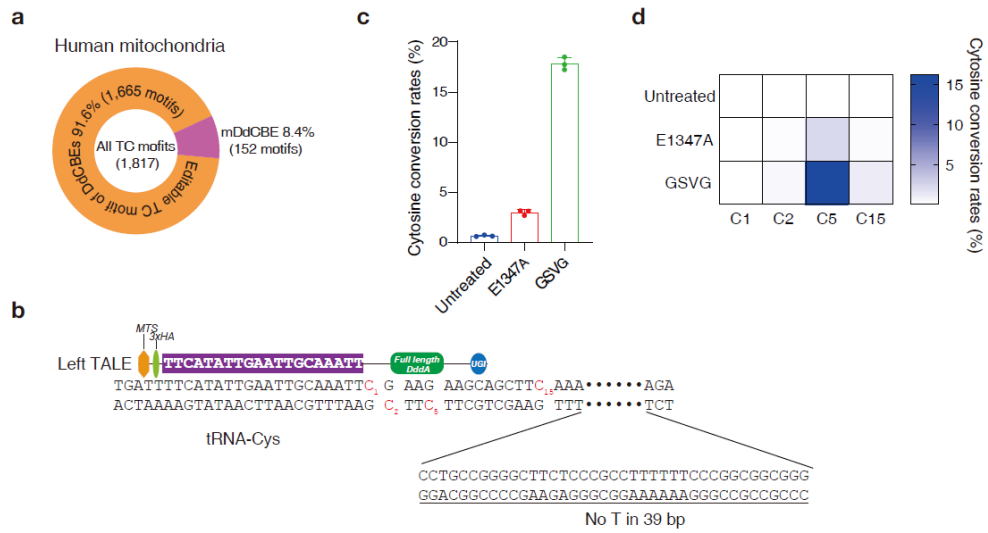 a
Human mitochondria
Editable TC motif of DdCBEs 91.6% (1,665 motifs)
All TC mofits
(1,817)
mDdCBE 8.4%
(152 motifs)
c
Cytosine conversion rates (%)
20
15
10
5
0
Untreated
E1347A
GSVG
d
Untreated
E1347A
GSVG
C1 C2 C5 C15
15
10
5
Cytosine conversion rates (%)
b
MTS
3xHA
Left TALE TTCATATTGAATTGCAAATT Full length DddA UGI
TGATTTTCATATTGAATTGCAAATTC1 G AAG AAGCAGCTTC15 AAA••••••AGA
ACTAAAAGTATAACTTAACGTTTAAG C2 TTC5 TTCGTCGAAG TTT••••••TCT
tRNA-Cys
CCTGCCGGGGCTTCTCCCGCCTTTTTTCCCGGCGGCGGG
GGACGGCCCCGAAGAGGGCGGAAAAAAGGGCCGCCGCCC
No T in 39 bp